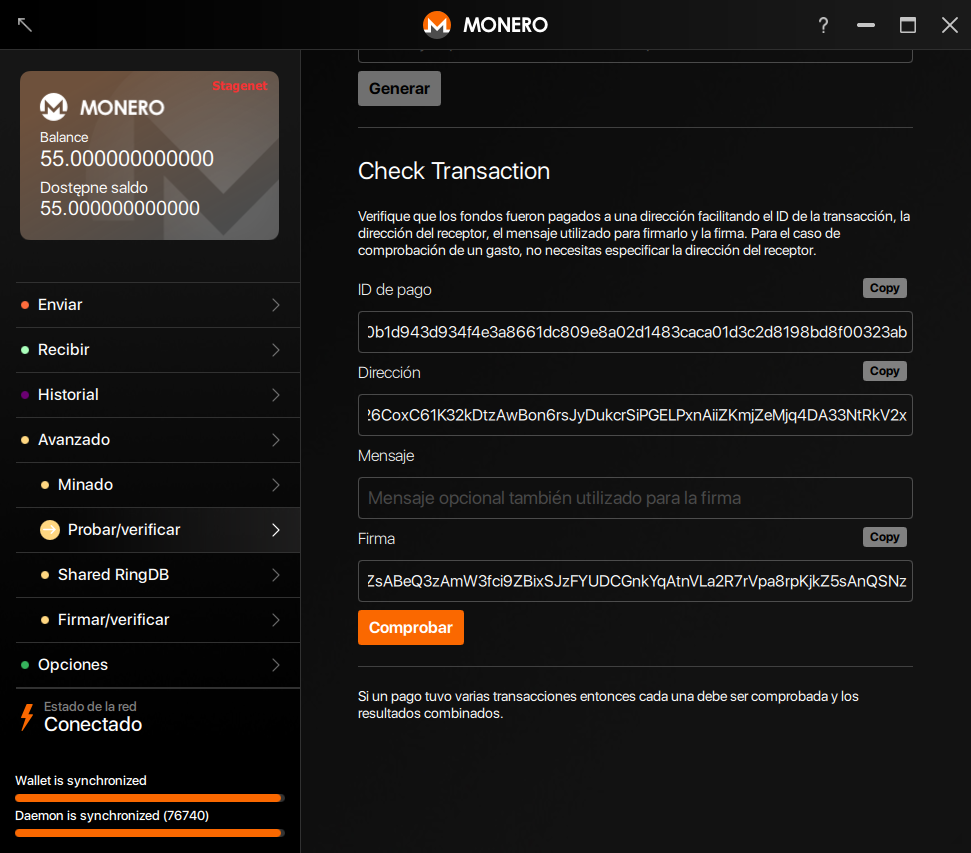 MONERO
?
Stagenet
MONERO
Balance
55.000000000000
Dostępne saldo
55.000000000000
Enviar
Recibir
Historial
Avanzado
Minado
Probar/verificar
Shared RingDB
Firmar/verificar
Opciones
Estado de la red
Conectado
Wallet is synchronized
Daemon is synchronized (76740)
Generar
Check Transaction
Verifique que los fondos fueron pagados a una dirección facilitando el ID de la transacción, la
dirección del receptor, el mensaje utilizado para firmarlo y la firma. Para el caso de
comprobación de un gasto, no necesitas especificar la dirección del receptor.
ID de pago
Copy
0b1d943d934f4e3a8661dc809e8a02d1483caca01d3c2d8198bd8f00323ab
Dirección
Copy
26CoxC61K32kDtzAwBon6rsJyDukcrSiPGELPxnAiiZKmjZeMjq4DA33NtRkV2x
Mensaje
Mensaje opcional también utilizado para la firma
Firma
Copy
ZsABeQ3zAmW3fci9ZBixSJzFYUDCGnkYqAtnVLa2R7rVpa8rpKjkZ5sAnQSNz
Comprobar
Si un pago tuvo varias transacciones entonces cada una debe ser comprobada y los
resultados combinados.